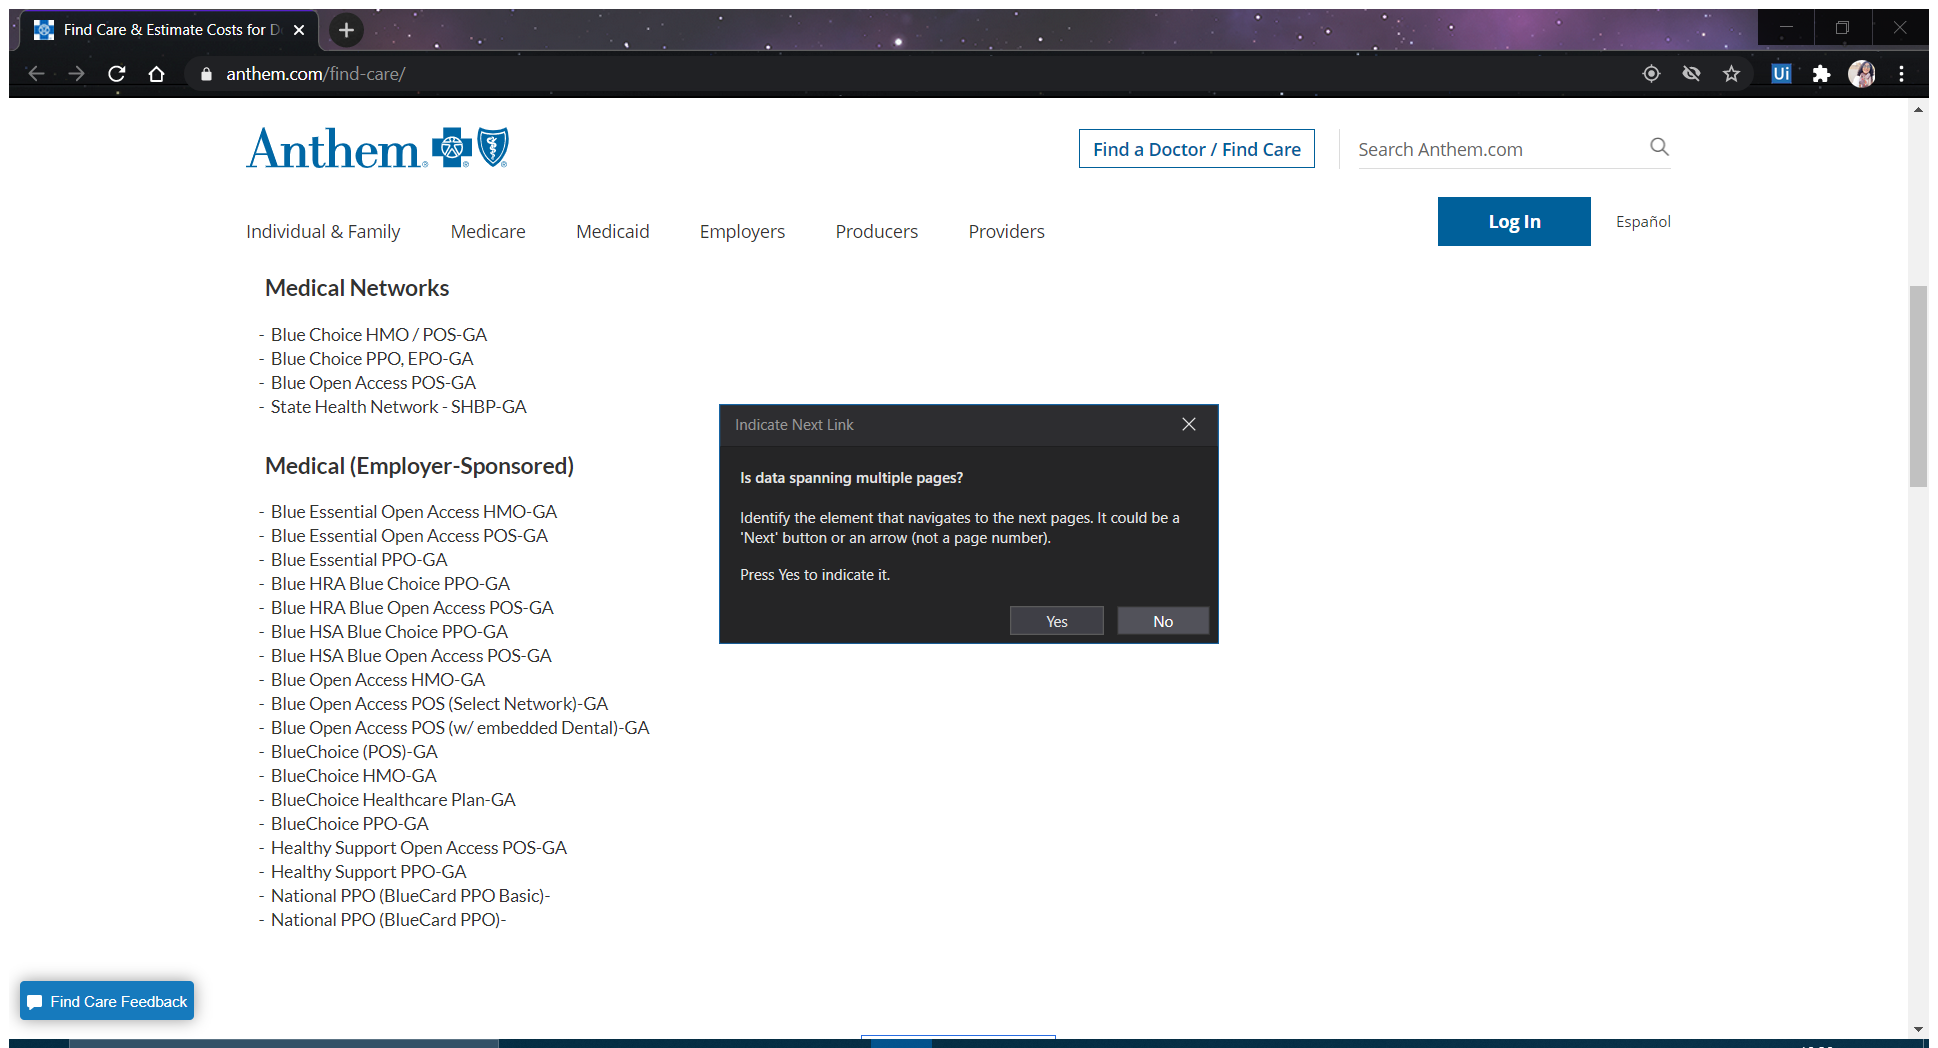 Find Care & Estimate Costs for D
anthem.com/find-care/
Ui
Anthem
Find a Doctor / Find Care
Search Anthem.com
Individual & Family
Medicare
Medicaid
Employers
Producers
Providers
Log In
Español
Medical Networks
- Blue Choice HMO / POS-GA
- Blue Choice PPO, EPO-GA
- Blue Open Access POS-GA
- State Health Network - SHBP-GA
Medical (Employer-Sponsored)
- Blue Essential Open Access HMO-GA
- Blue Essential Open Access POS-GA
- Blue Essential PPO-GA
- Blue HRA Blue Choice PPO-GA
- Blue HRA Blue Open Access POS-GA
- Blue HSA Blue Choice PPO-GA
- Blue HSA Blue Open Access POS-GA
- Blue Open Access HMO-GA
- Blue Open Access POS (Select Network)-GA
- Blue Open Access POS (w/ embedded Dental)-GA
- BlueChoice (POS)-GA
- BlueChoice HMO-GA
- BlueChoice Healthcare Plan-GA
- BlueChoice PPO-GA
- Healthy Support Open Access POS-GA
- Healthy Support PPO-GA
- National PPO (BlueCard PPO Basic)-
- National PPO (BlueCard PPO)-
Indicate Next Link
Is data spanning multiple pages?
Identify the element that navigates to the next pages. It could be a
'Next' button or an arrow (not a page number).
Press Yes to indicate it.
Yes
No
Find Care Feedback